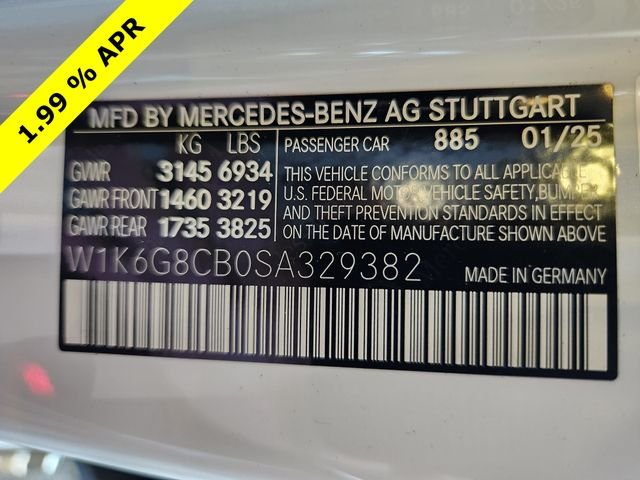 1.99 % APR
MFD BY MERCEDES-BENZ AG STUTTGART
KG LBS PASSENGER CAR 885 01/25
GVWR 3145 6934
GAWR FRONT 1460 3219
GAWR REAR 1735 3825
THIS VEHICLE CONFORMS TO ALL APPLICABLE
U.S. FEDERAL MOTOR VEHICLE SAFETY, BUMPER
AND THEFT PREVENTION STANDARDS IN EFFECT
ON THE DATE OF MANUFACTURE SHOWN ABOVE.
W1K6G8CB0SA329382 MADE IN GERMANY